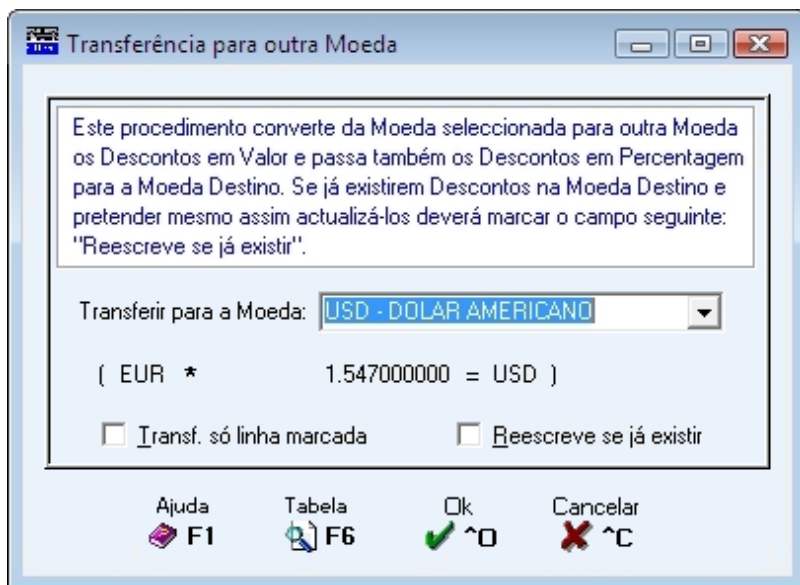 Transferência para outra Moeda
Este procedimento converte da Moeda seleccionada para outra Moeda
os Descontos em Valor e passa também os Descontos em Percentagem
para a Moeda Destino. Se já existirem Descontos na Moeda Destino e
pretender mesmo assim actualizá-los deverá marcar o campo seguinte:
"Reescreve se já existir".
Transferir para a Moeda: USD - DOLAR AMERICANO
( EUR * 1.547000000 = USD )
Transf. só linha marcada Reescreve se já existir
Ajuda Tabela Ok Cancelar
F1 F6 ^O ^C